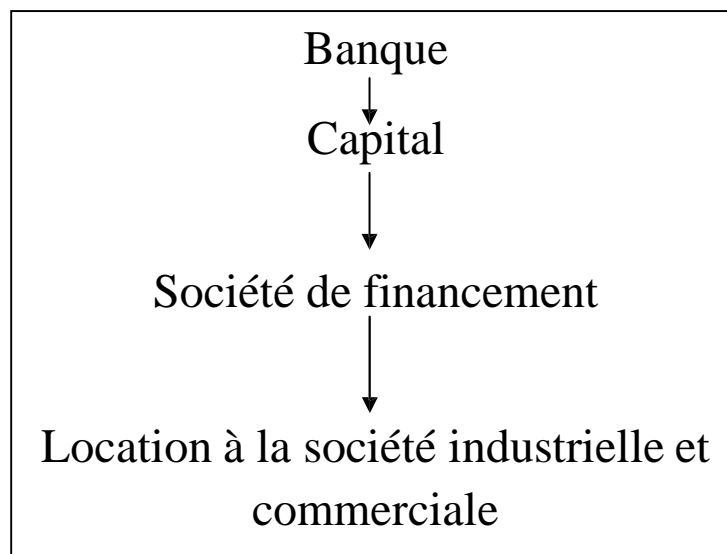 Banque
Capital
Société de financement
Location à la société industrielle et
commerciale